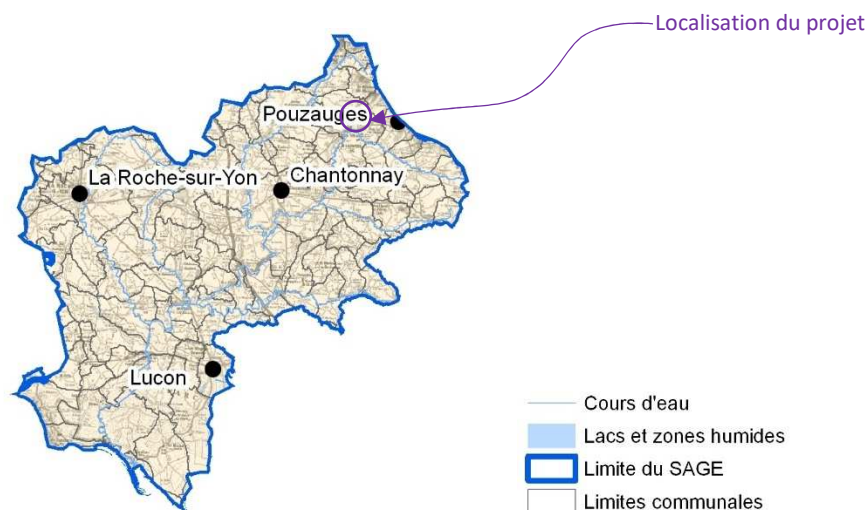 Localisation du projet
Pouzauges
La Roche-sur-Yon
Chantonnay
Lucon
Cours d'eau
Lacs et zones humides
Limite du SAGE
Limites communales